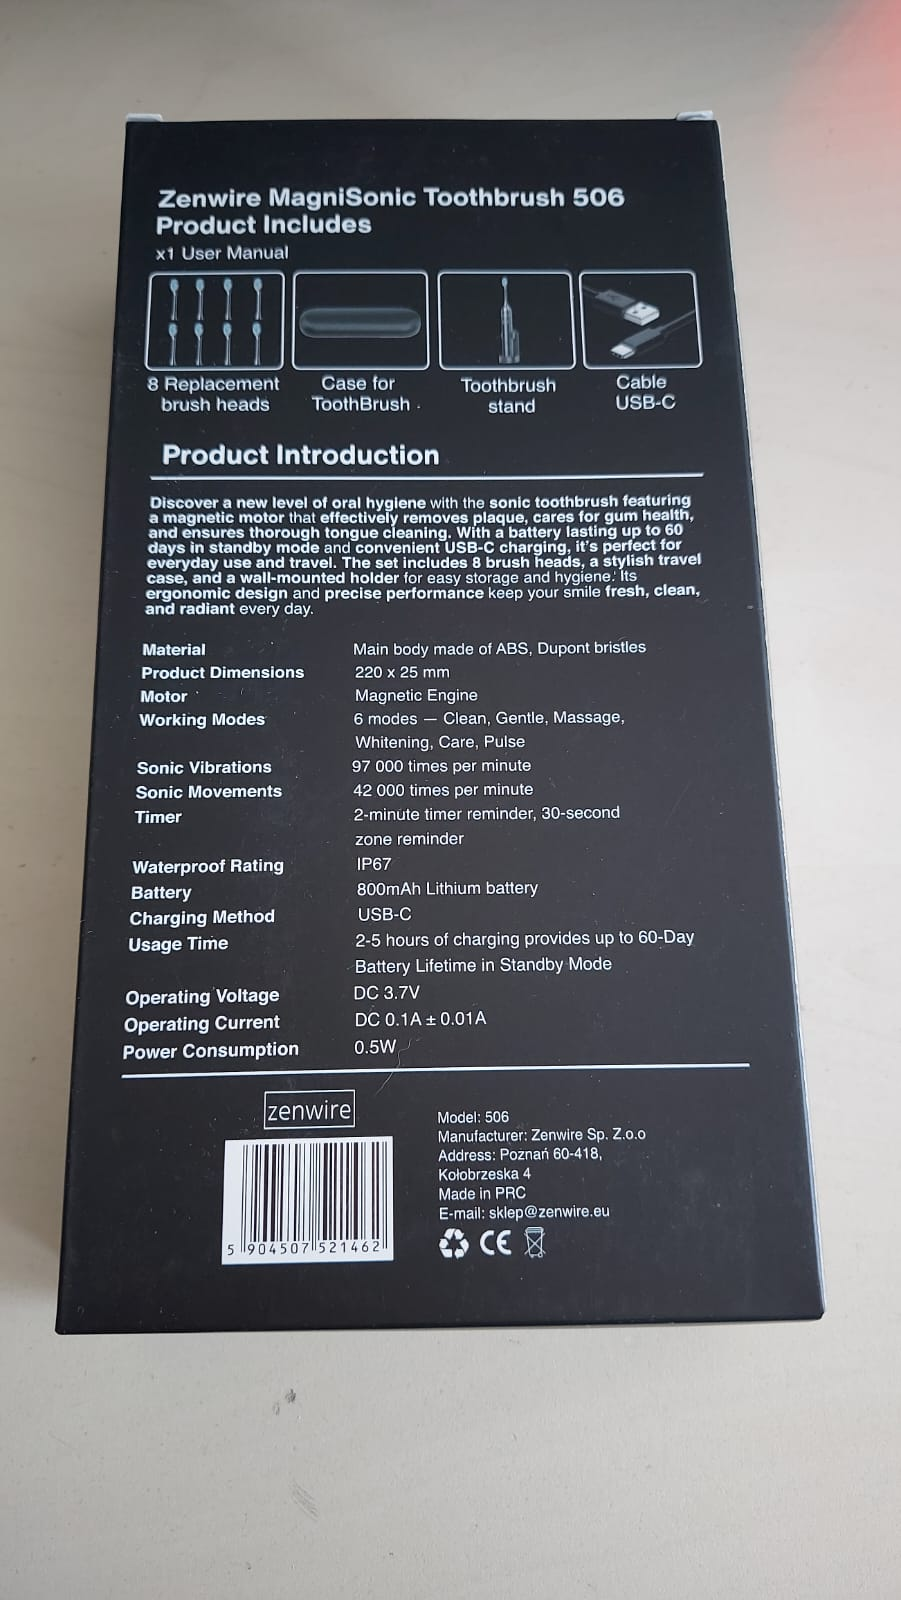 Zenwire MagniSonic Toothbrush 506
Product Includes
x1 User Manual
8 Replacement brush heads
Case for ToothBrush
Toothbrush stand
Cable USB-C
Product Introduction
Discover a new level of oral hygiene with the sonic toothbrush featuring
a magnetic motor that effectively removes plaque, cares for gum health,
and ensures thorough tongue cleaning. With a battery lasting up to 60
days in standby mode and convenient USB-C charging, it's perfect for
everyday use and travel. The set includes 8 brush heads, a stylish travel
case, and a wall-mounted holder for easy storage and hygiene. Its
ergonomic design and precise performance keep your smile fresh, clean,
and radiant every day.
Material Main body made of ABS, Dupont bristles
Product Dimensions 220 x 25 mm
Motor Magnetic Engine
Working Modes 6 modes — Clean, Gentle, Massage,
Whitening, Care, Pulse
Sonic Vibrations 97 000 times per minute
Sonic Movements 42 000 times per minute
Timer 2-minute timer reminder, 30-second
zone reminder
Waterproof Rating IP67
Battery 800mAh Lithium battery
Charging Method USB-C
Usage Time 2-5 hours of charging provides up to 60-Day
Battery Lifetime in Standby Mode
Operating Voltage DC 3.7V
Operating Current DC 0.1A ± 0.01A
Power Consumption 0.5W
zenwire
5 904507 521462
Model: 506
Manufacturer: Zenwire Sp. Z.o.o
Address: Poznań 60-418,
Kołobrzeska 4
Made in PRC
E-mail: sklep@zenwire.eu
CE